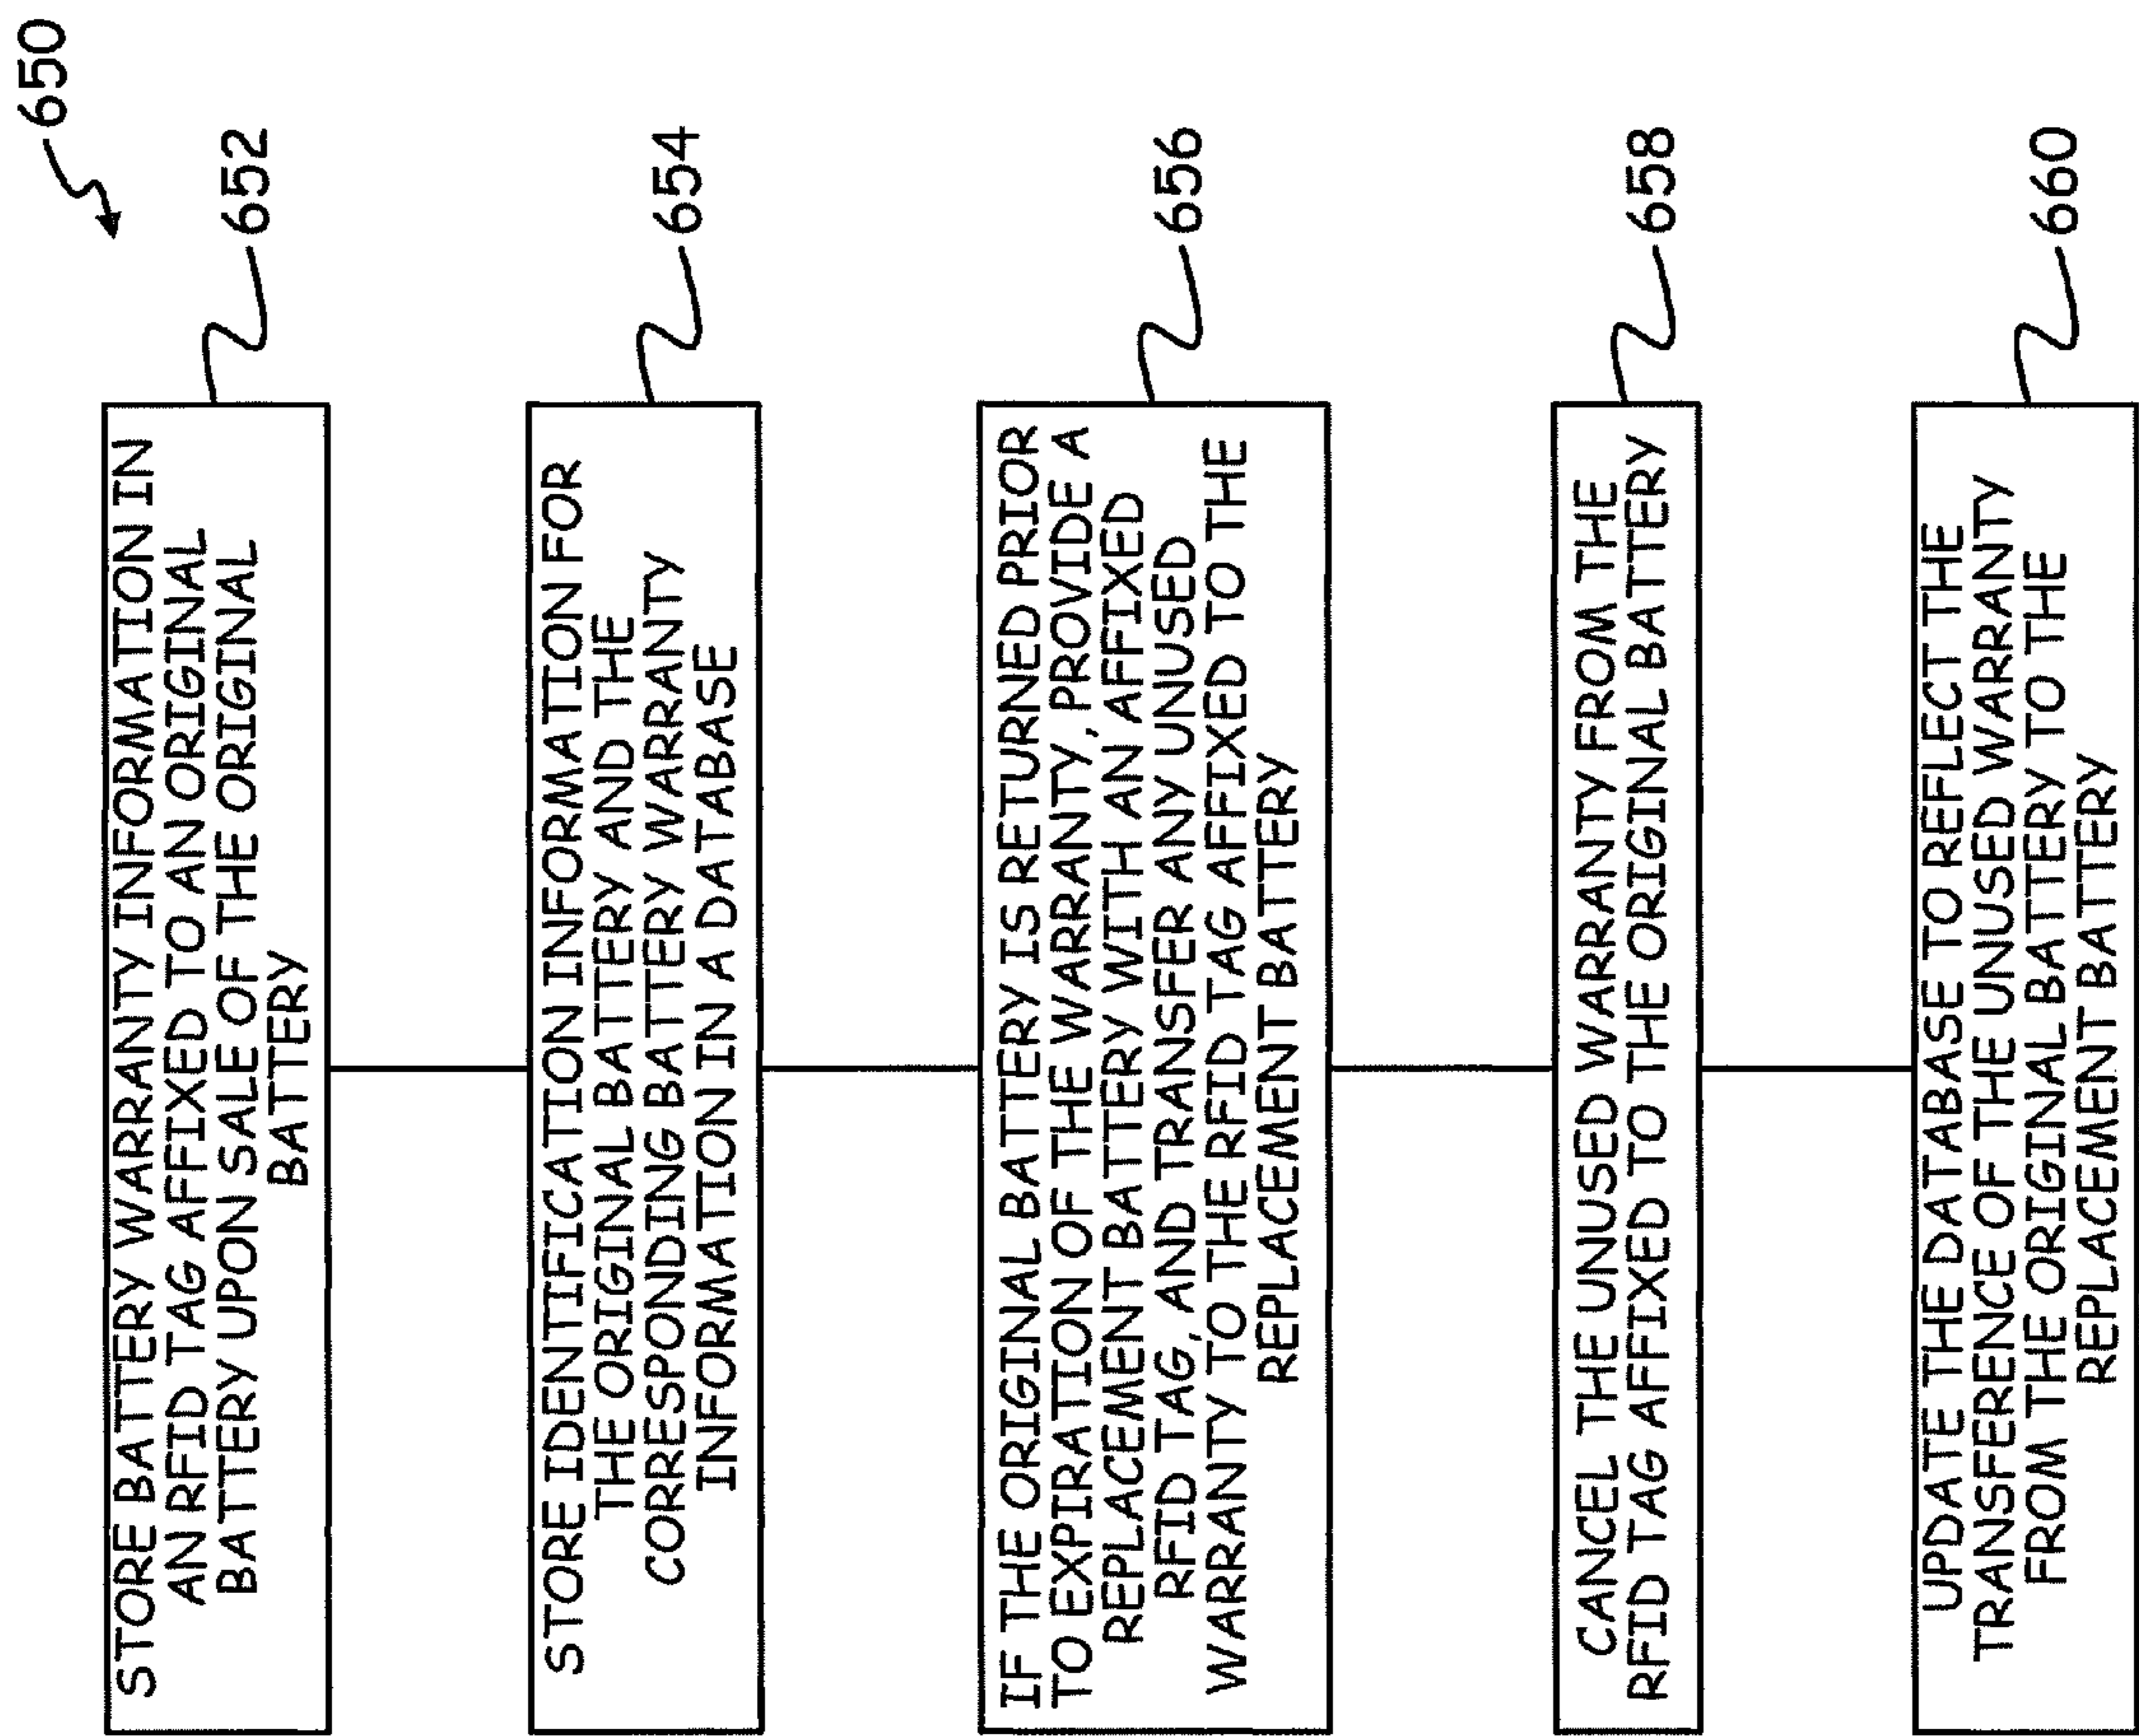 650
STORE BATTERY WARRANTY INFORMATION IN
AN RFID TAG AFFIXED TO AN ORIGINAL
BATTERY UPON SALE OF THE ORIGINAL
BATTERY
652
STORE IDENTIFICATION INFORMATION FOR
THE ORIGINAL BATTERY AND THE
CORRESPONDING BATTERY WARRANTY
INFORMATION IN A DATABASE
654
IF THE ORIGINAL BATTERY IS RETURNED PRIOR
TO EXPIRATION OF THE WARRANTY, PROVIDE A
REPLACEMENT BATTERY WITH AN AFFIXED
RFID TAG, AND TRANSFER ANY UNUSED
WARRANTY TO THE RFID TAG AFFIXED TO THE
REPLACEMENT BATTERY
656
CANCEL THE UNUSED WARRANTY FROM THE
RFID TAG AFFIXED TO THE ORIGINAL BATTERY
658
UPDATE THE DATABASE TO REFLECT THE
TRANSFERENCE OF THE UNUSED WARRANTY
FROM THE ORIGINAL BATTERY TO THE
REPLACEMENT BATTERY
660